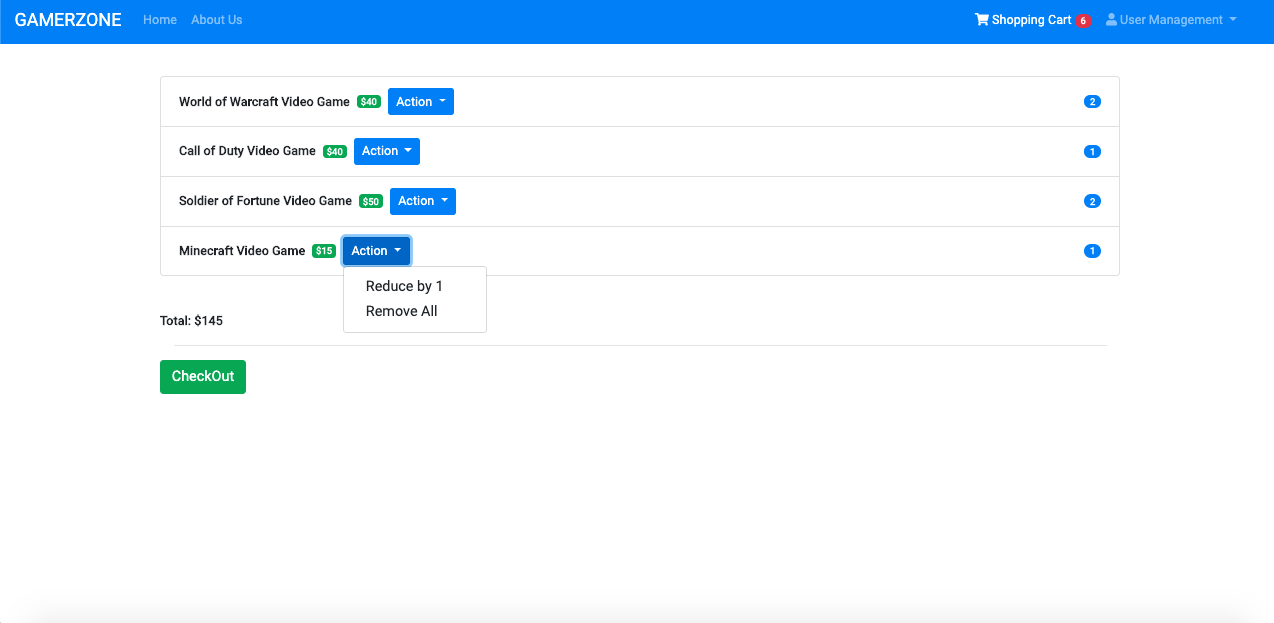 GAMERZONE Home About Us Shopping Cart 6 User Management
World of Warcraft Video Game $40 Action 2
Call of Duty Video Game $40 Action 1
Soldier of Fortune Video Game $50 Action 2
Minecraft Video Game $15 Action 1
Reduce by 1
Remove All
Total: $145
CheckOut